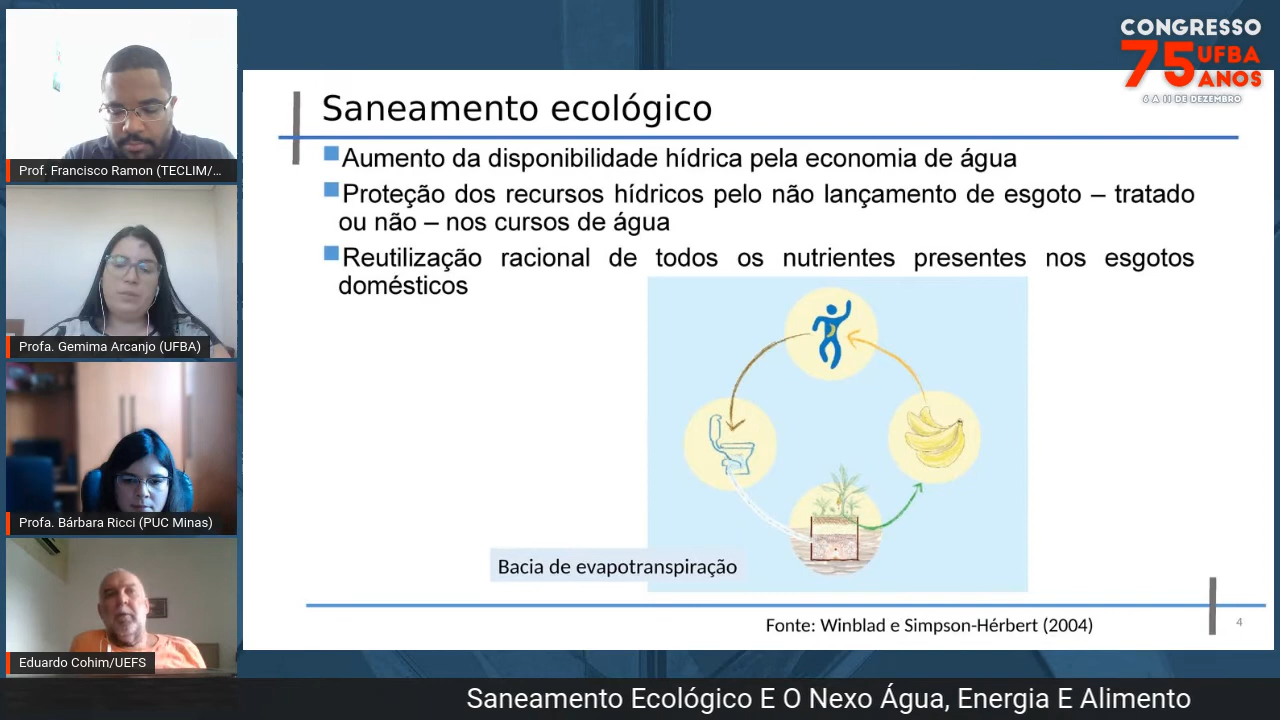 CONGRESSO
75 UFBA
ANOS
6 A 11 DE DEZEMBRO
Prof. Francisco Ramon (TECLIM/...
Profa. Gemima Arcanjo (UFBA)
Profa. Bárbara Ricci (PUC Minas)
Eduardo Cohim/UEFS
Saneamento ecológico
Aumento da disponibilidade hídrica pela economia de água
Proteção dos recursos hídricos pelo não lançamento de esgoto – tratado
ou não – nos cursos de água
Reutilização racional de todos os nutrientes presentes nos esgotos
domésticos
Bacia de evapotranspiração
Fonte: Winblad e Simpson-Hérbert (2004)
4
Saneamento Ecológico E O Nexo Água, Energia E Alimento